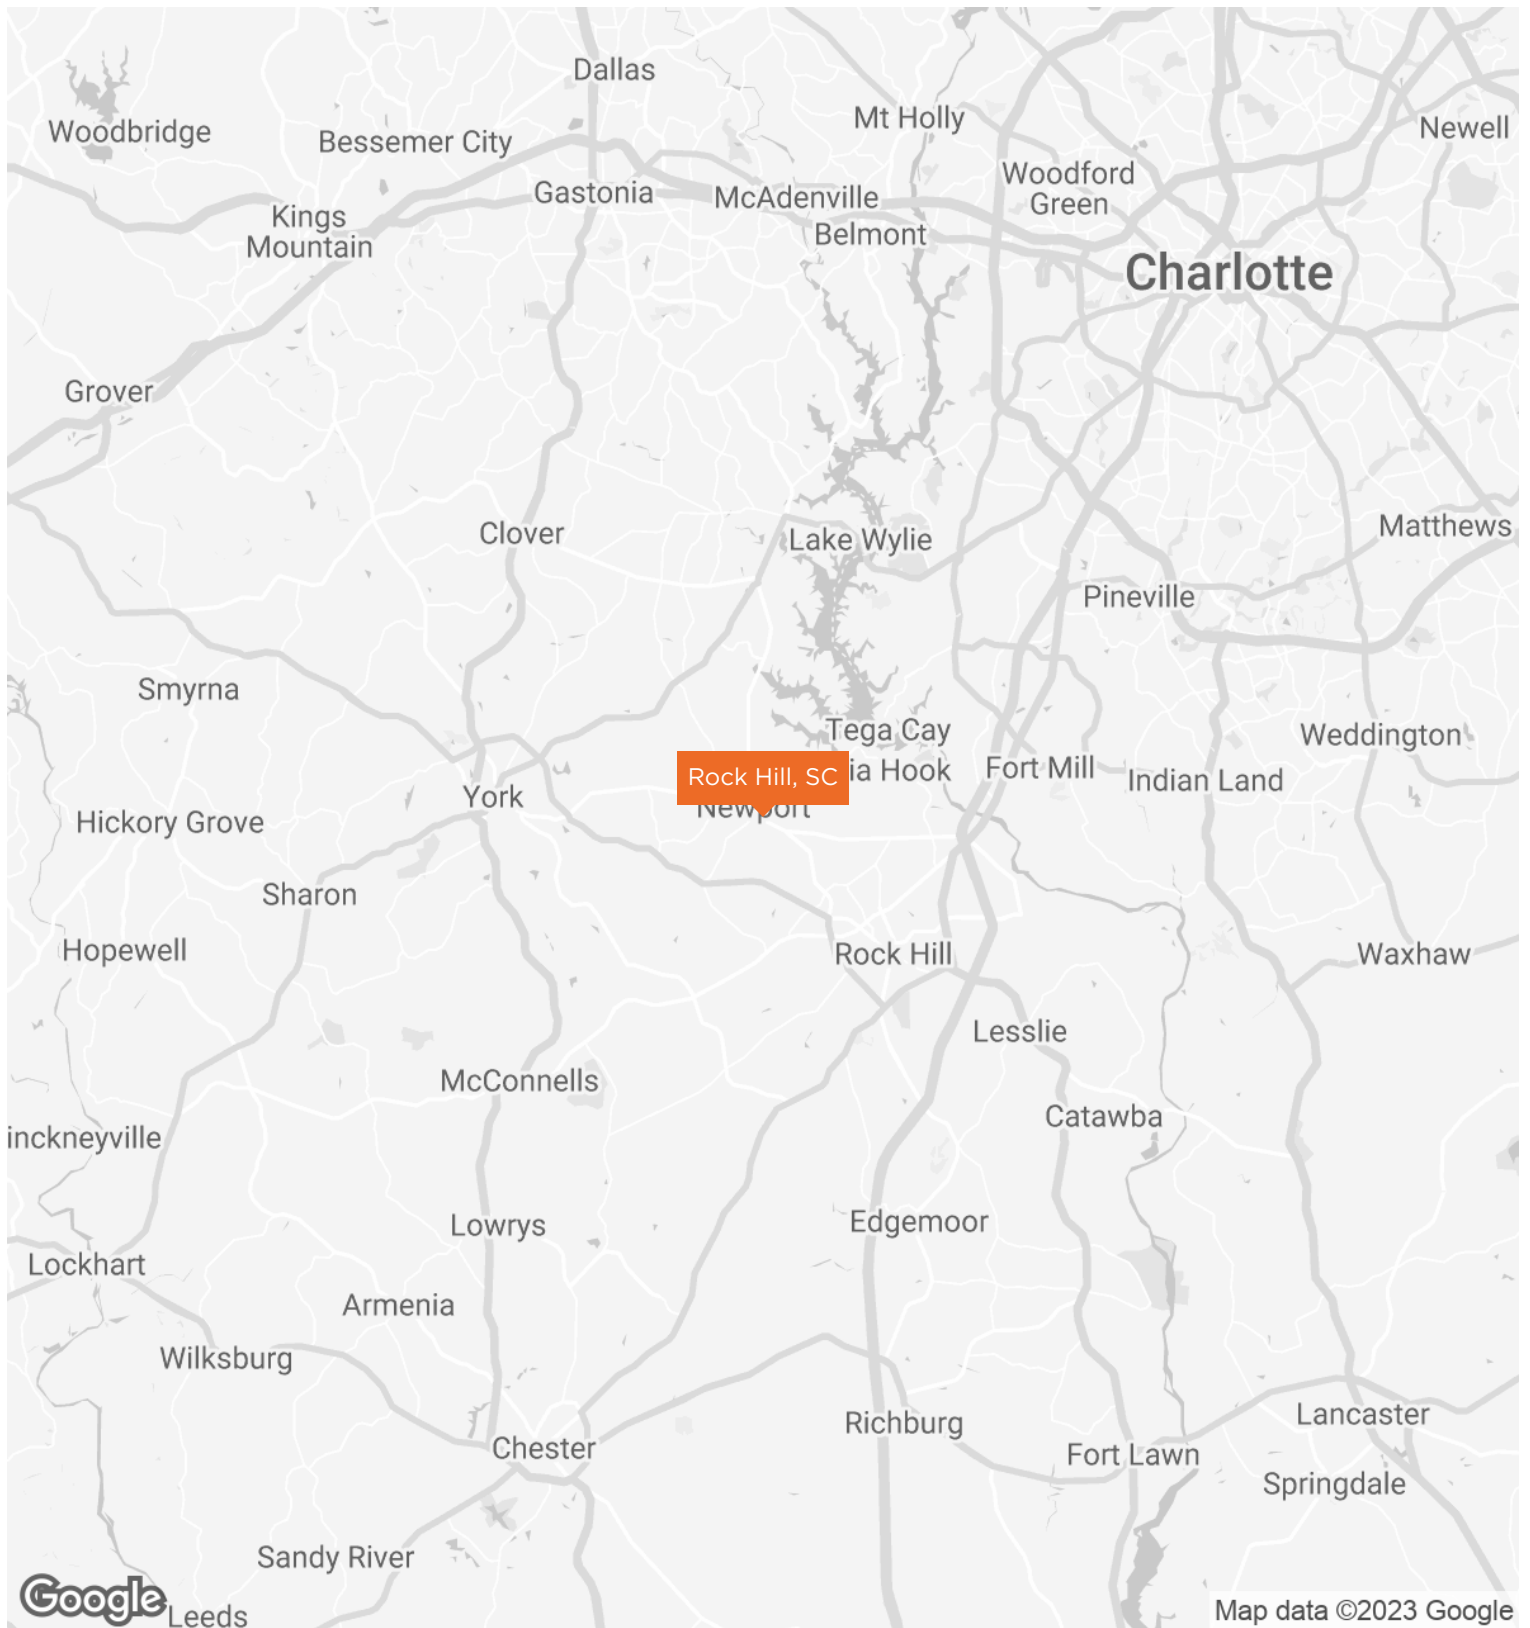 Dallas
Mt Holly
Newell
Woodbridge
Bessemer City
Woodford
Green
Gastonia
McAdenville
Kings
Mountain
Belmont
Charlotte
Grover
Clover
Lake Wylie
Matthews
Pineville
Smyrna
Tega Cay
Weddington
Rock Hill, SC
ia Hook
Fort Mill
Indian Land
York
Newport
Hickory Grove
Sharon
Hopewell
Rock Hill
Waxhaw
Lesslie
McConnells
Catawba
inckneyville
Lowrys
Edgemoor
Lockhart
Armenia
Wilksburg
Richburg
Lancaster
Chester
Fort Lawn
Springdale
Sandy River
Google
Leeds
Map data ©2023 Google